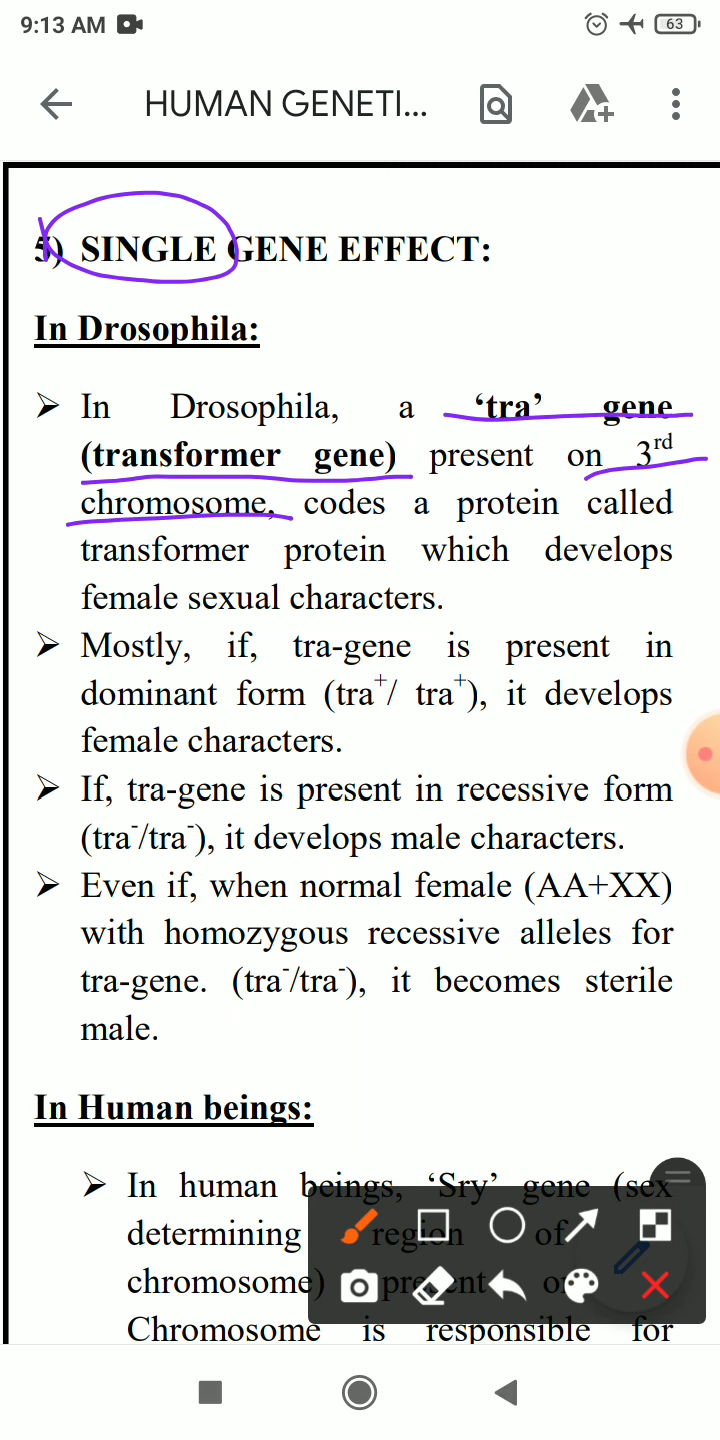 9:13 AM
63
HUMAN GENETI...
5) SINGLE GENE EFFECT:
In Drosophila:
➤ In Drosophila, a ‘tra’ gene
(transformer gene) present on 3rd
chromosome, codes a protein called
transformer protein which develops
female sexual characters.
➤ Mostly, if, tra-gene is present in
dominant form (tra⁺/ tra⁺), it develops
female characters.
➤ If, tra-gene is present in recessive form
(tra⁻/tra⁻), it develops male characters.
➤ Even if, when normal female (AA+XX)
with homozygous recessive alleles for
tra-gene. (tra⁻/tra⁻), it becomes sterile
male.
In Human beings:
➤ In human beings, ‘Sry’ gene (sex
determining region of
chromosome) present
Chromosome is responsible for